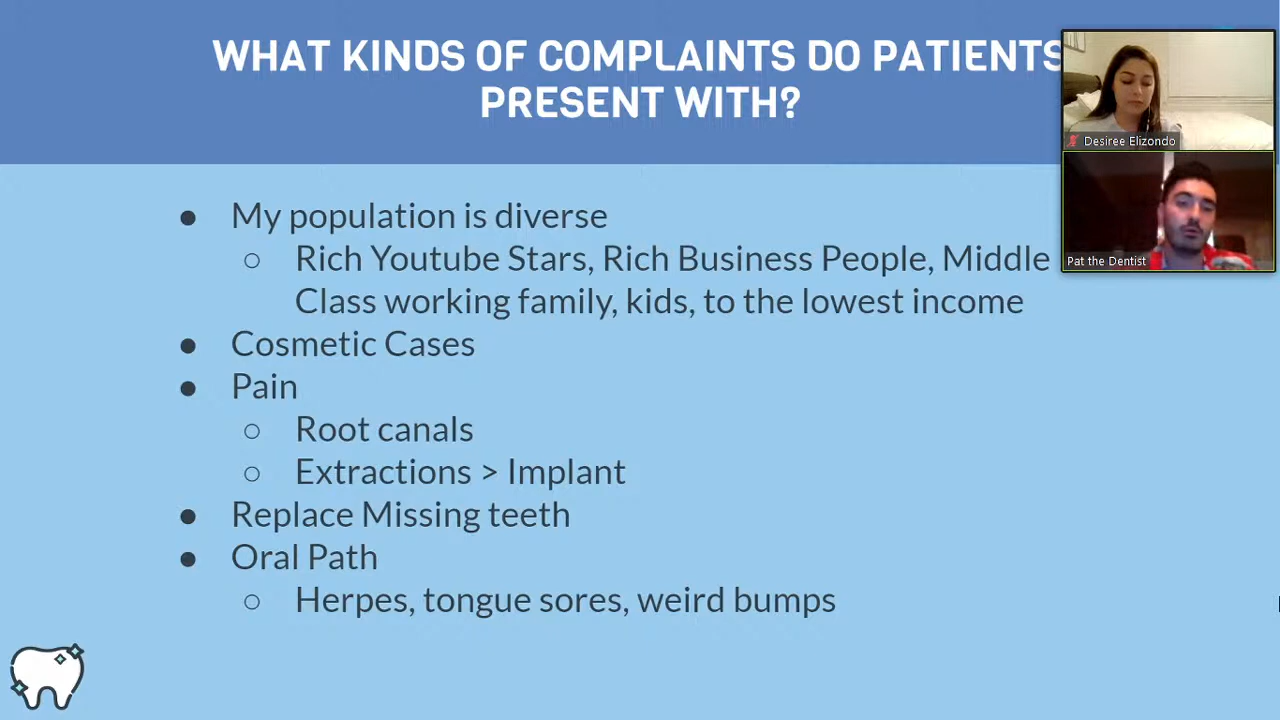 WHAT KINDS OF COMPLAINTS DO PATIENTS
PRESENT WITH?
Desiree Elizondo
Pat the Dentist
● My population is diverse
○ Rich Youtube Stars, Rich Business People, Middle
Class working family, kids, to the lowest income
● Cosmetic Cases
● Pain
○ Root canals
○ Extractions > Implant
● Replace Missing teeth
● Oral Path
○ Herpes, tongue sores, weird bumps